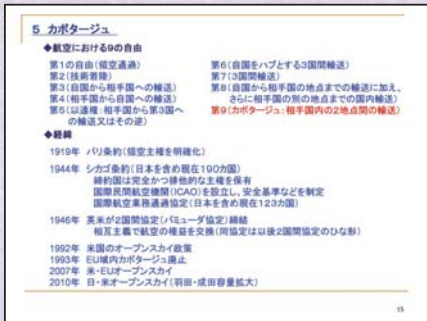 5 カボタージュ
◆航空における9の自由
第1の自由(領空通過)
第2(技術着陸)
第3(自国から相手国への輸送)
第4(相手国から自国への輸送)
第5(以遠権:相手国から第3国への輸送又はその逆)
第6(自国をハブとする3国間輸送)
第7(3国間輸送)
第8(自国から相手国の地点までの輸送に加え、
さらに相手国の別の地点までの国内輸送)
第9(カボタージュ:相手国内の2地点間の輸送)
◆経緯
1919年 パリ条約(領空主権を明確化)
1944年 シカゴ条約(日本を含め現在190カ国)
締約国は完全かつ排他的な主権を保有
国際民間航空機関(ICAO)を設立し、安全基準などを制定
国際航空業務通過協定(日本を含め現在123カ国)
1946年 英米が2国間協定(バミューダ協定)締結
相互主義で航空の権益を交換(同協定は以後2国間協定のひな形)
1992年 米国のオープンスカイ政策
1993年 EU域内カボタージュ廃止
2007年 米・EUオープンスカイ
2010年 日・米オープンスカイ(羽田・成田容量拡大)
15